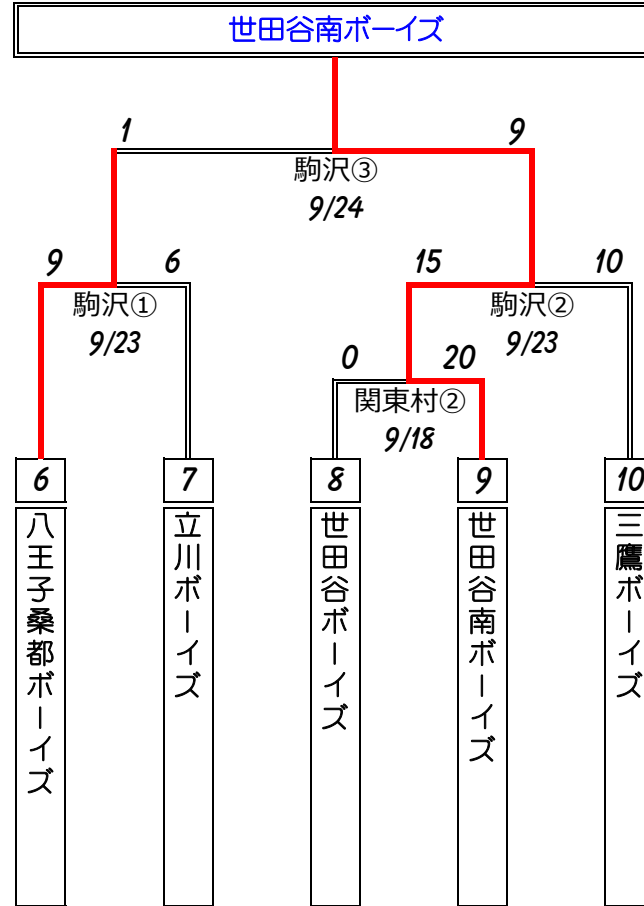 世田谷南ボーイズ
1 9
駒沢③
9/24
9 6 15 10
駒沢① 駒沢②
9/23 9/23
0 20
関東村②
9/18
6 7 8 9 10
八王子桑都ボーイズ
立川ボーイズ
世田谷ボーイズ
世田谷南ボーイズ
三鷹ボーイズ